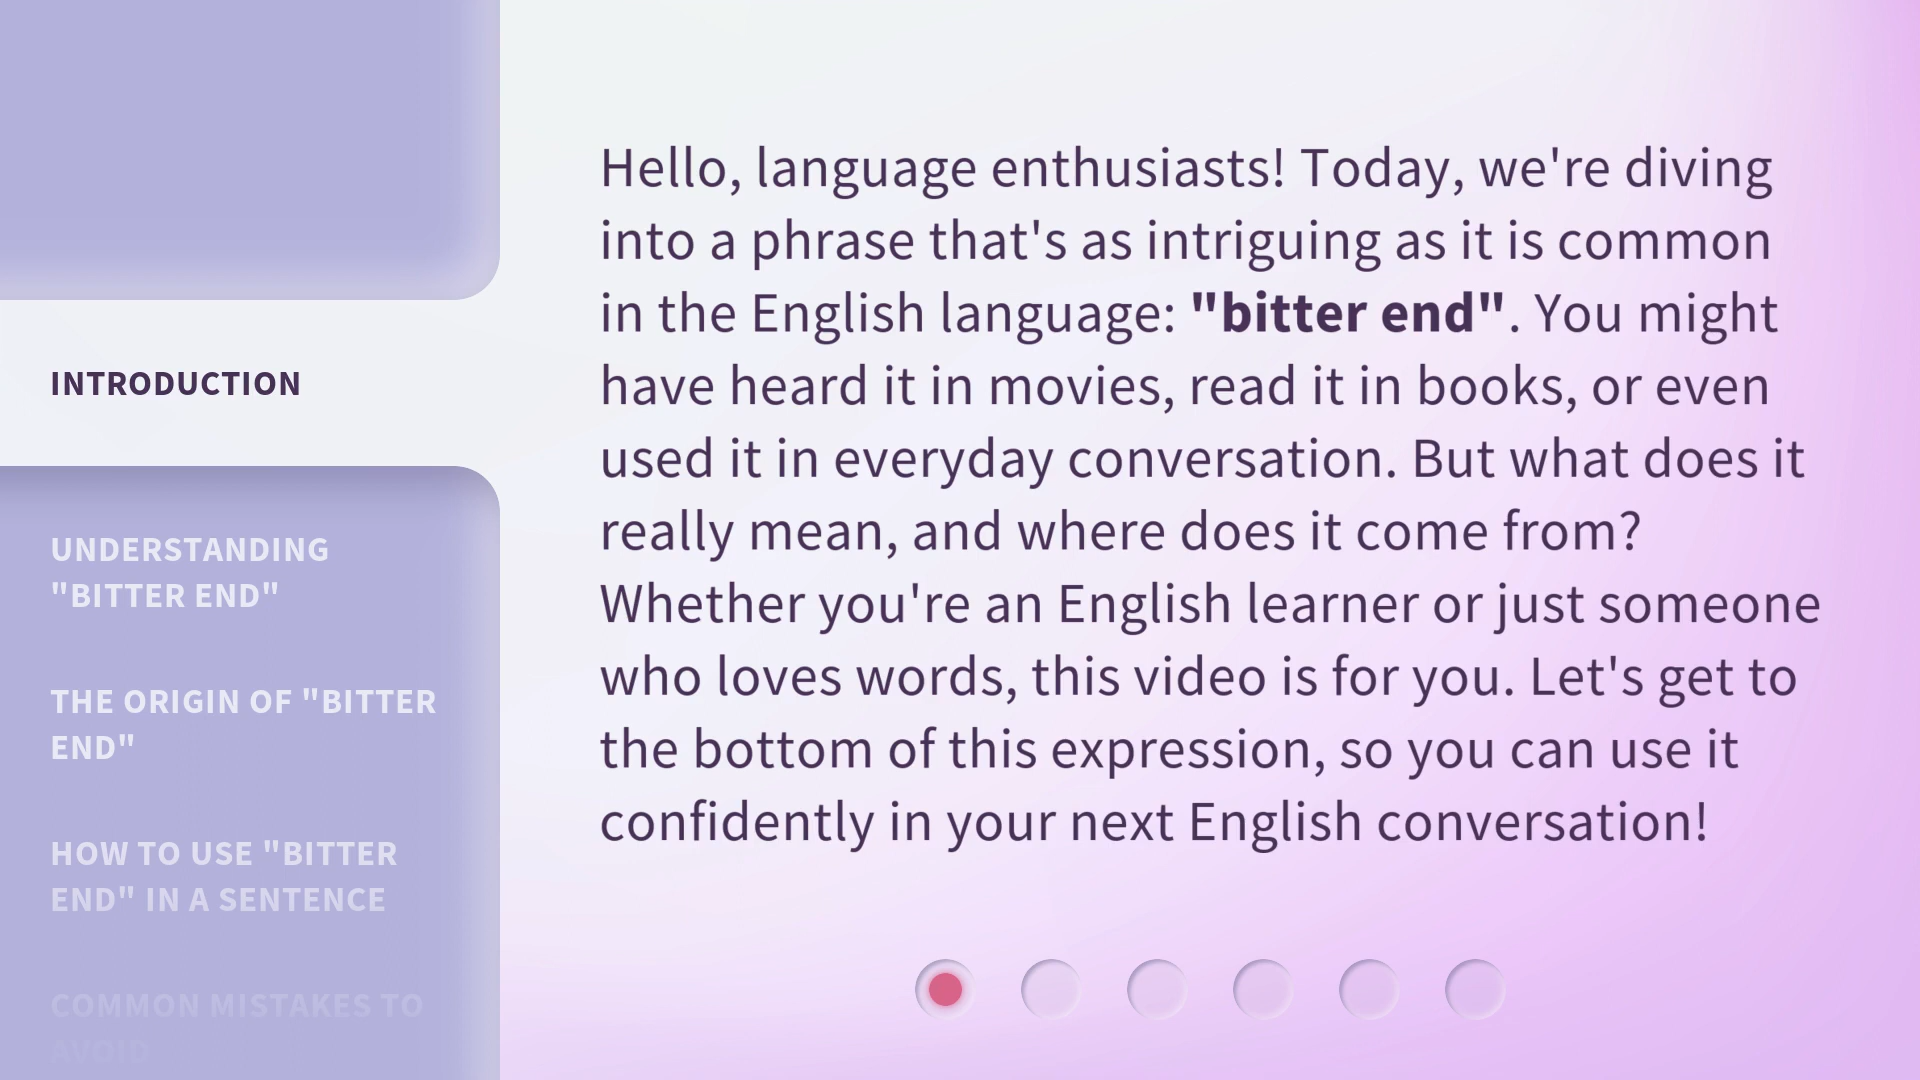 INTRODUCTION
UNDERSTANDING
"BITTER END"
THE ORIGIN OF "BITTER
END"
HOW TO USE "BITTER
END" IN A SENTENCE
COMMON MISTAKES TO
AVOID
Hello, language enthusiasts! Today, we're diving
into a phrase that's as intriguing as it is common
in the English language: "bitter end". You might
have heard it in movies, read it in books, or even
used it in everyday conversation. But what does it
really mean, and where does it come from?
Whether you're an English learner or just someone
who loves words, this video is for you. Let's get to
the bottom of this expression, so you can use it
confidently in your next English conversation!